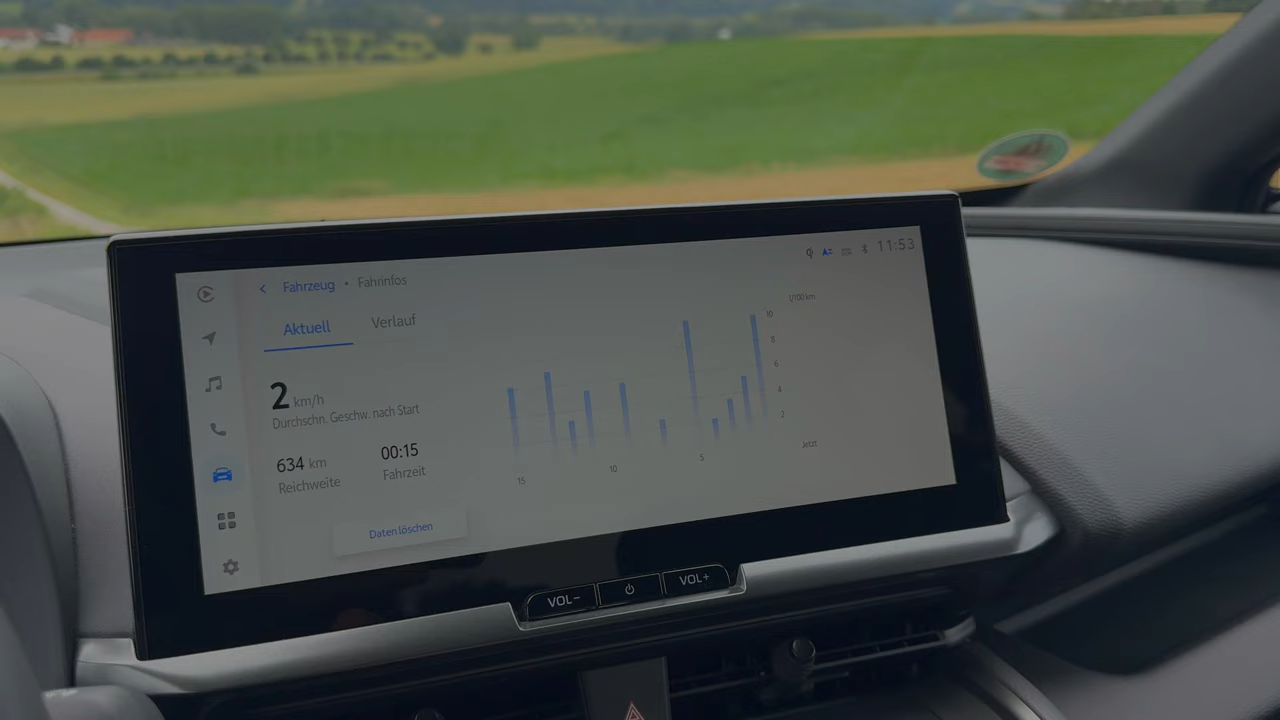 11:53
Fahrzeug • Fahrinfos
Aktuell
Verlauf
2 km/h
Durchschn. Geschw. nach Start
634 km
Reichweite
00:15
Fahrzeit
Daten löschen
l/100 km
10
8
6
4
2
15
10
5
Jetzt
VOL−
VOL+